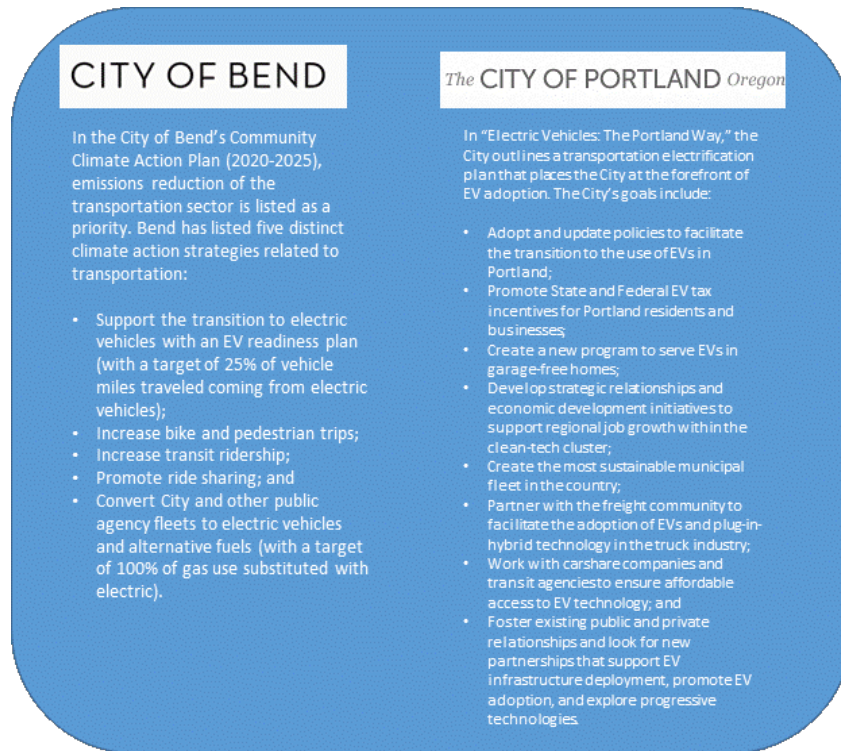 CITY OF BEND
In the City of Bend's Community
Climate Action Plan (2020-2025),
emissions reduction of the
transportation sector is listed as a
priority. Bend has listed five distinct
climate action strategies related to
transportation:
• Support the transition to electric
vehicles with an EV readiness plan
(with a target of 25% of vehicle
miles traveled coming from electric
vehicles);
• Increase bike and pedestrian trips;
• Increase transit ridership;
• Promote ride sharing; and
• Convert City and other public
agency fleets to electric vehicles
and alternative fuels (with a target
of 100% of gas use substituted with
electric).
The CITY OF PORTLAND Oregon
In "Electric Vehicles: The Portland Way," the
City outlines a transportation electrification
plan that places the City at the forefront of
EV adoption. The City's goals include:
• Adopt and update policies to facilitate
the transition to the use of EVs in
Portland;
• Promote State and Federal EV tax
incentives for Portland residents and
businesses;
• Create a new program to serve EVs in
garage-free homes;
• Develop strategic relationships and
economic development initiatives to
support regional job growth within the
clean-tech cluster;
• Create the most sustainable municipal
fleet in the country;
• Partner with the freight community to
facilitate the adoption of EVs and plug-in-
hybrid technology in the truck industry;
• Work with carshare companies and
transit agencies to ensure affordable
access to EV technology; and
• Foster existing public and private
relationships and look for new
partnerships that support EV
infrastructure deployment, promote EV
adoption, and explore progressive
technologies.